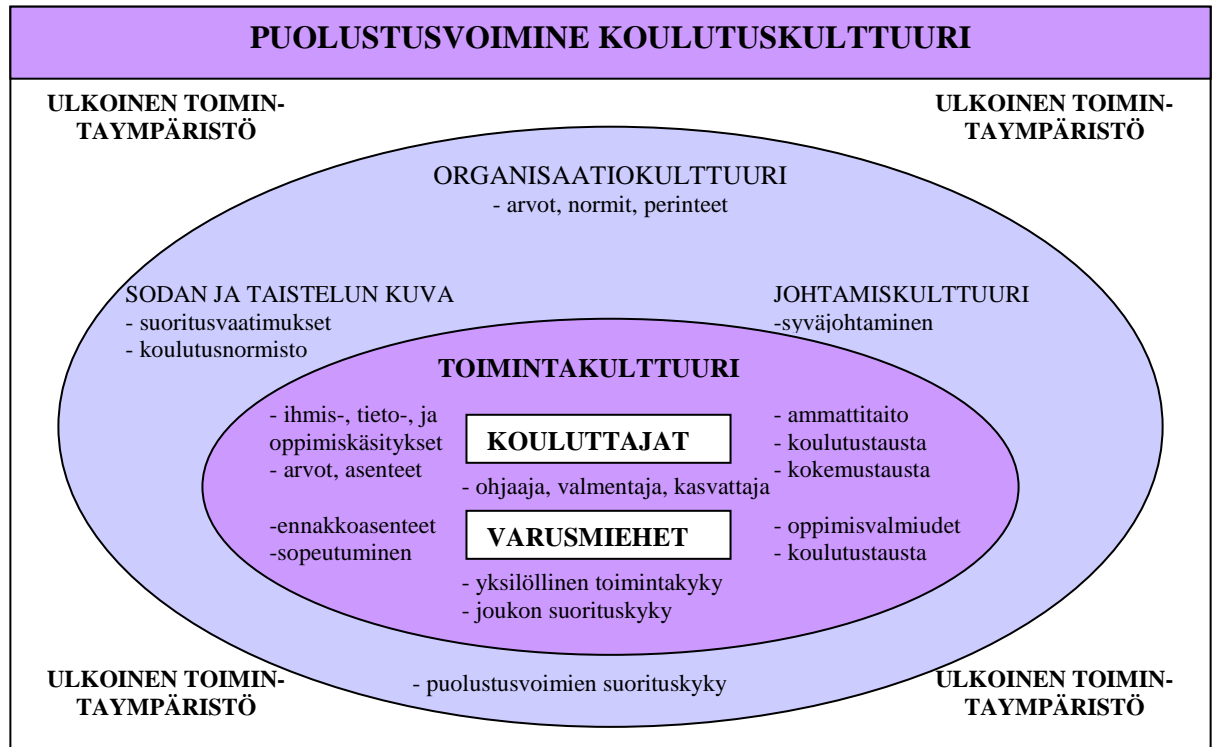 PUOLUSTUSVOIMINE KOULUTUSKULTTUURI
ULKOINEN TOIMIN-
TAYMPÄRISTÖ
ULKOINEN TOIMIN-
TAYMPÄRISTÖ
ORGANISAATIOKULTTUURI
- arvot, normit, perinteet
SODAN JA TAISTELUN KUVA
- suoritusvaatimukset
- koulutusnormisto
JOHTAMISKULTTUURI
-syväjohtaminen
TOIMINTAKULTTUURI
- ihmis-, tieto-, ja
oppimiskäsitykset
- arvot, asenteet
KOULUTTAJAT
- ammattitaito
- koulutustausta
- kokemustausta
- ohjaaja, valmentaja, kasvattaja
-ennakkoasenteet
-sopeutuminen
VARUSMIEHET
- oppimisvalmiudet
- koulutustausta
- yksilöllinen toimintakyky
- joukon suorituskyky
ULKOINEN TOIMIN-
TAYMPÄRISTÖ
- puolustusvoimien suorituskyky
ULKOINEN TOIMIN-
TAYMPÄRISTÖ